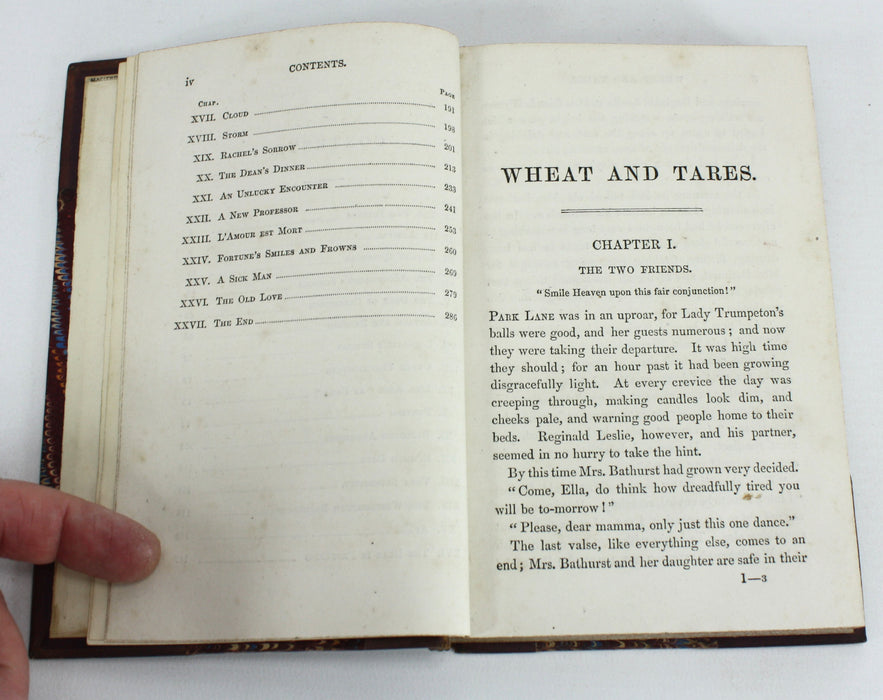 iv
CONTENTS.
CHAP. PAGE
XVII. CLOUD 191
XVIII. STORM 198
XIX. RACHEL'S SORROW 201
XX. THE DEAN'S DINNER 213
XXI. AN UNLUCKY ENCOUNTER 233
XXII. A NEW PROFESSOR 241
XXIII. L'AMOUR EST MORT 253
XXIV. FORTUNE'S SMILES AND FROWNS 260
XXV. A SICK MAN 269
XXVI. THE OLD LOVE 279
XXVII. THE END 286
WHEAT AND TARES.
CHAPTER I.
THE TWO FRIENDS.
"Smile Heaven upon this fair conjunction!"
PARK LANE was in an uproar, for Lady Trumpeton's
balls were good, and her guests numerous; and now
they were taking their departure. It was high time
they should; for an hour past it had been growing
disgracefully light. At every crevice the day was
creeping through, making candles look dim, and
cheeks pale, and warning good people home to their
beds. Reginald Leslie, however, and his partner,
seemed in no hurry to take the hint.
By this time Mrs. Bathurst had grown very decided.
"Come, Ella, do think how dreadfully tired you
will be to-morrow!"
"Please, dear mamma, only just this one dance."
The last valse, like everything else, comes to an
end; Mrs. Bathurst and her daughter are safe in their
1—3